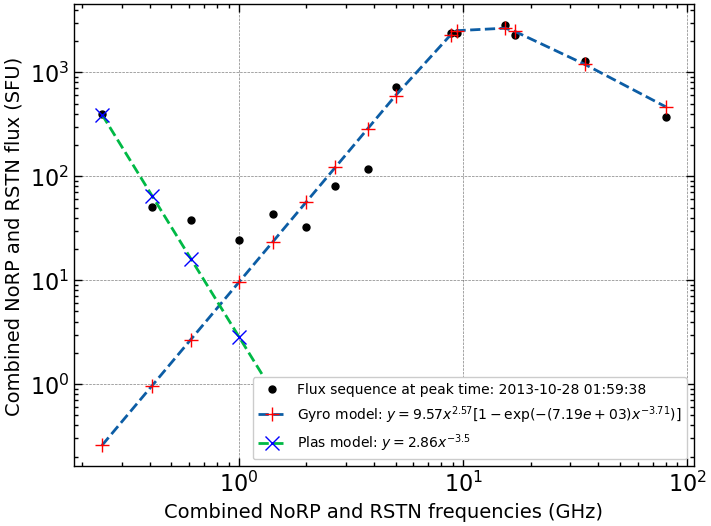 Combined NoRP and RSTN flux (SFU)
10³
10²
10¹
10⁰
Flux sequence at peak time: 2013-10-28 01:59:38
Gyro model: y = 9.57x^{2.57}[1 − exp(−(7.19e + 03)x^{−3.71})]
Plas model: y = 2.86x^{−3.5}
10⁰ 10¹ 10²
Combined NoRP and RSTN frequencies (GHz)